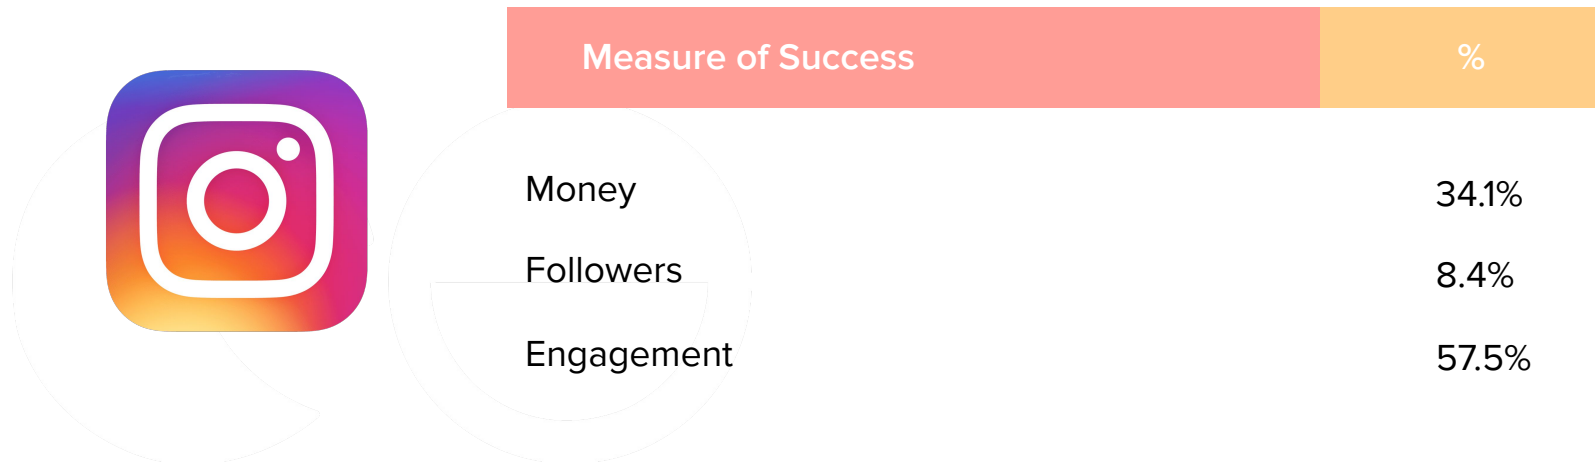 Measure of Success %
Money 34.1%
Followers 8.4%
Engagement 57.5%